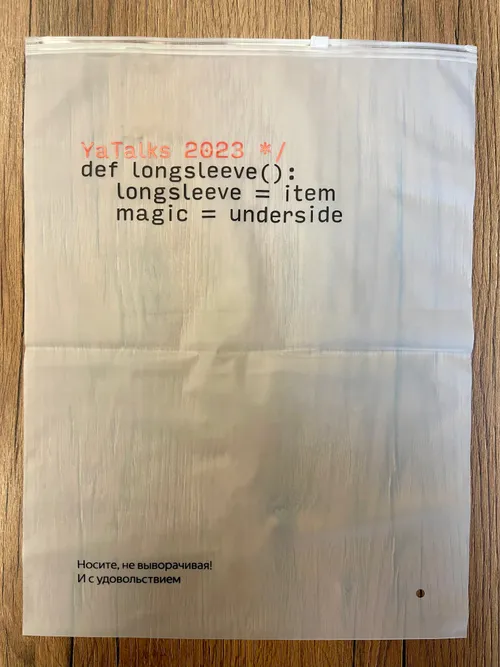 YaTalks 2023 */
def longsleeve():
longsleeve = item
magic = underside
Носите, не выворачивая!
И с удовольствием